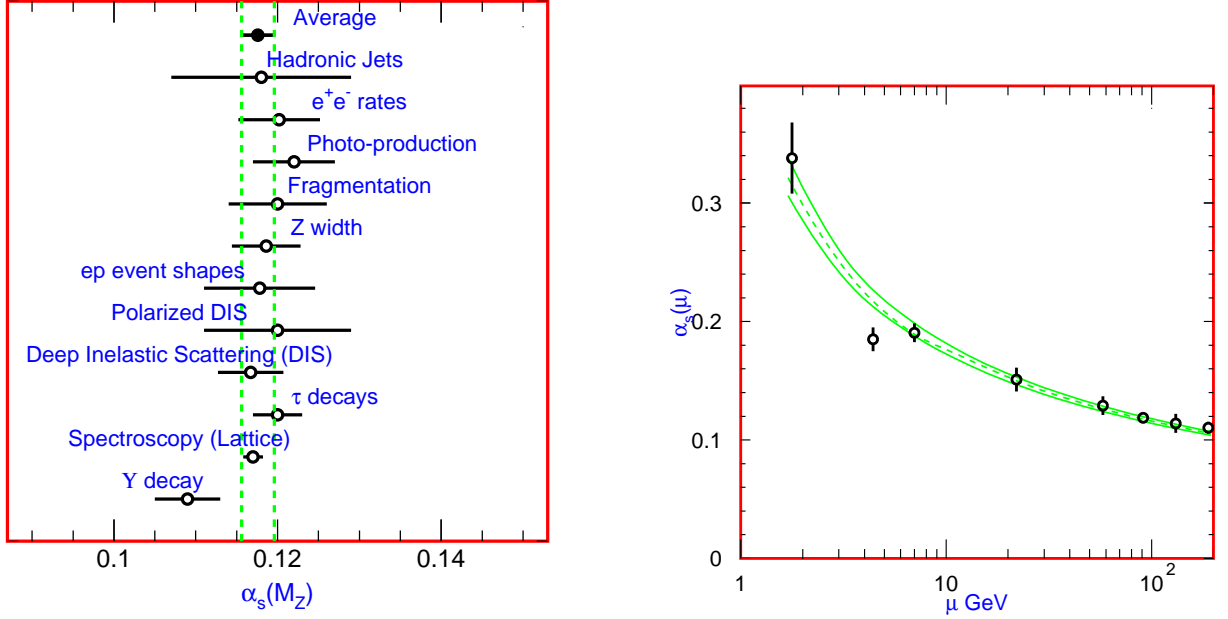 Average
Hadronic Jets
e⁺e⁻ rates
Photo-production
Fragmentation
Z width
ep event shapes
Polarized DIS
Deep Inelastic Scattering (DIS)
τ decays
Spectroscopy (Lattice)
Υ decay
0.1 0.12 0.14
αₛ(M_Z)
0.3
0.2
0.1
0
αₛ(μ)
1 10 10²
μ GeV